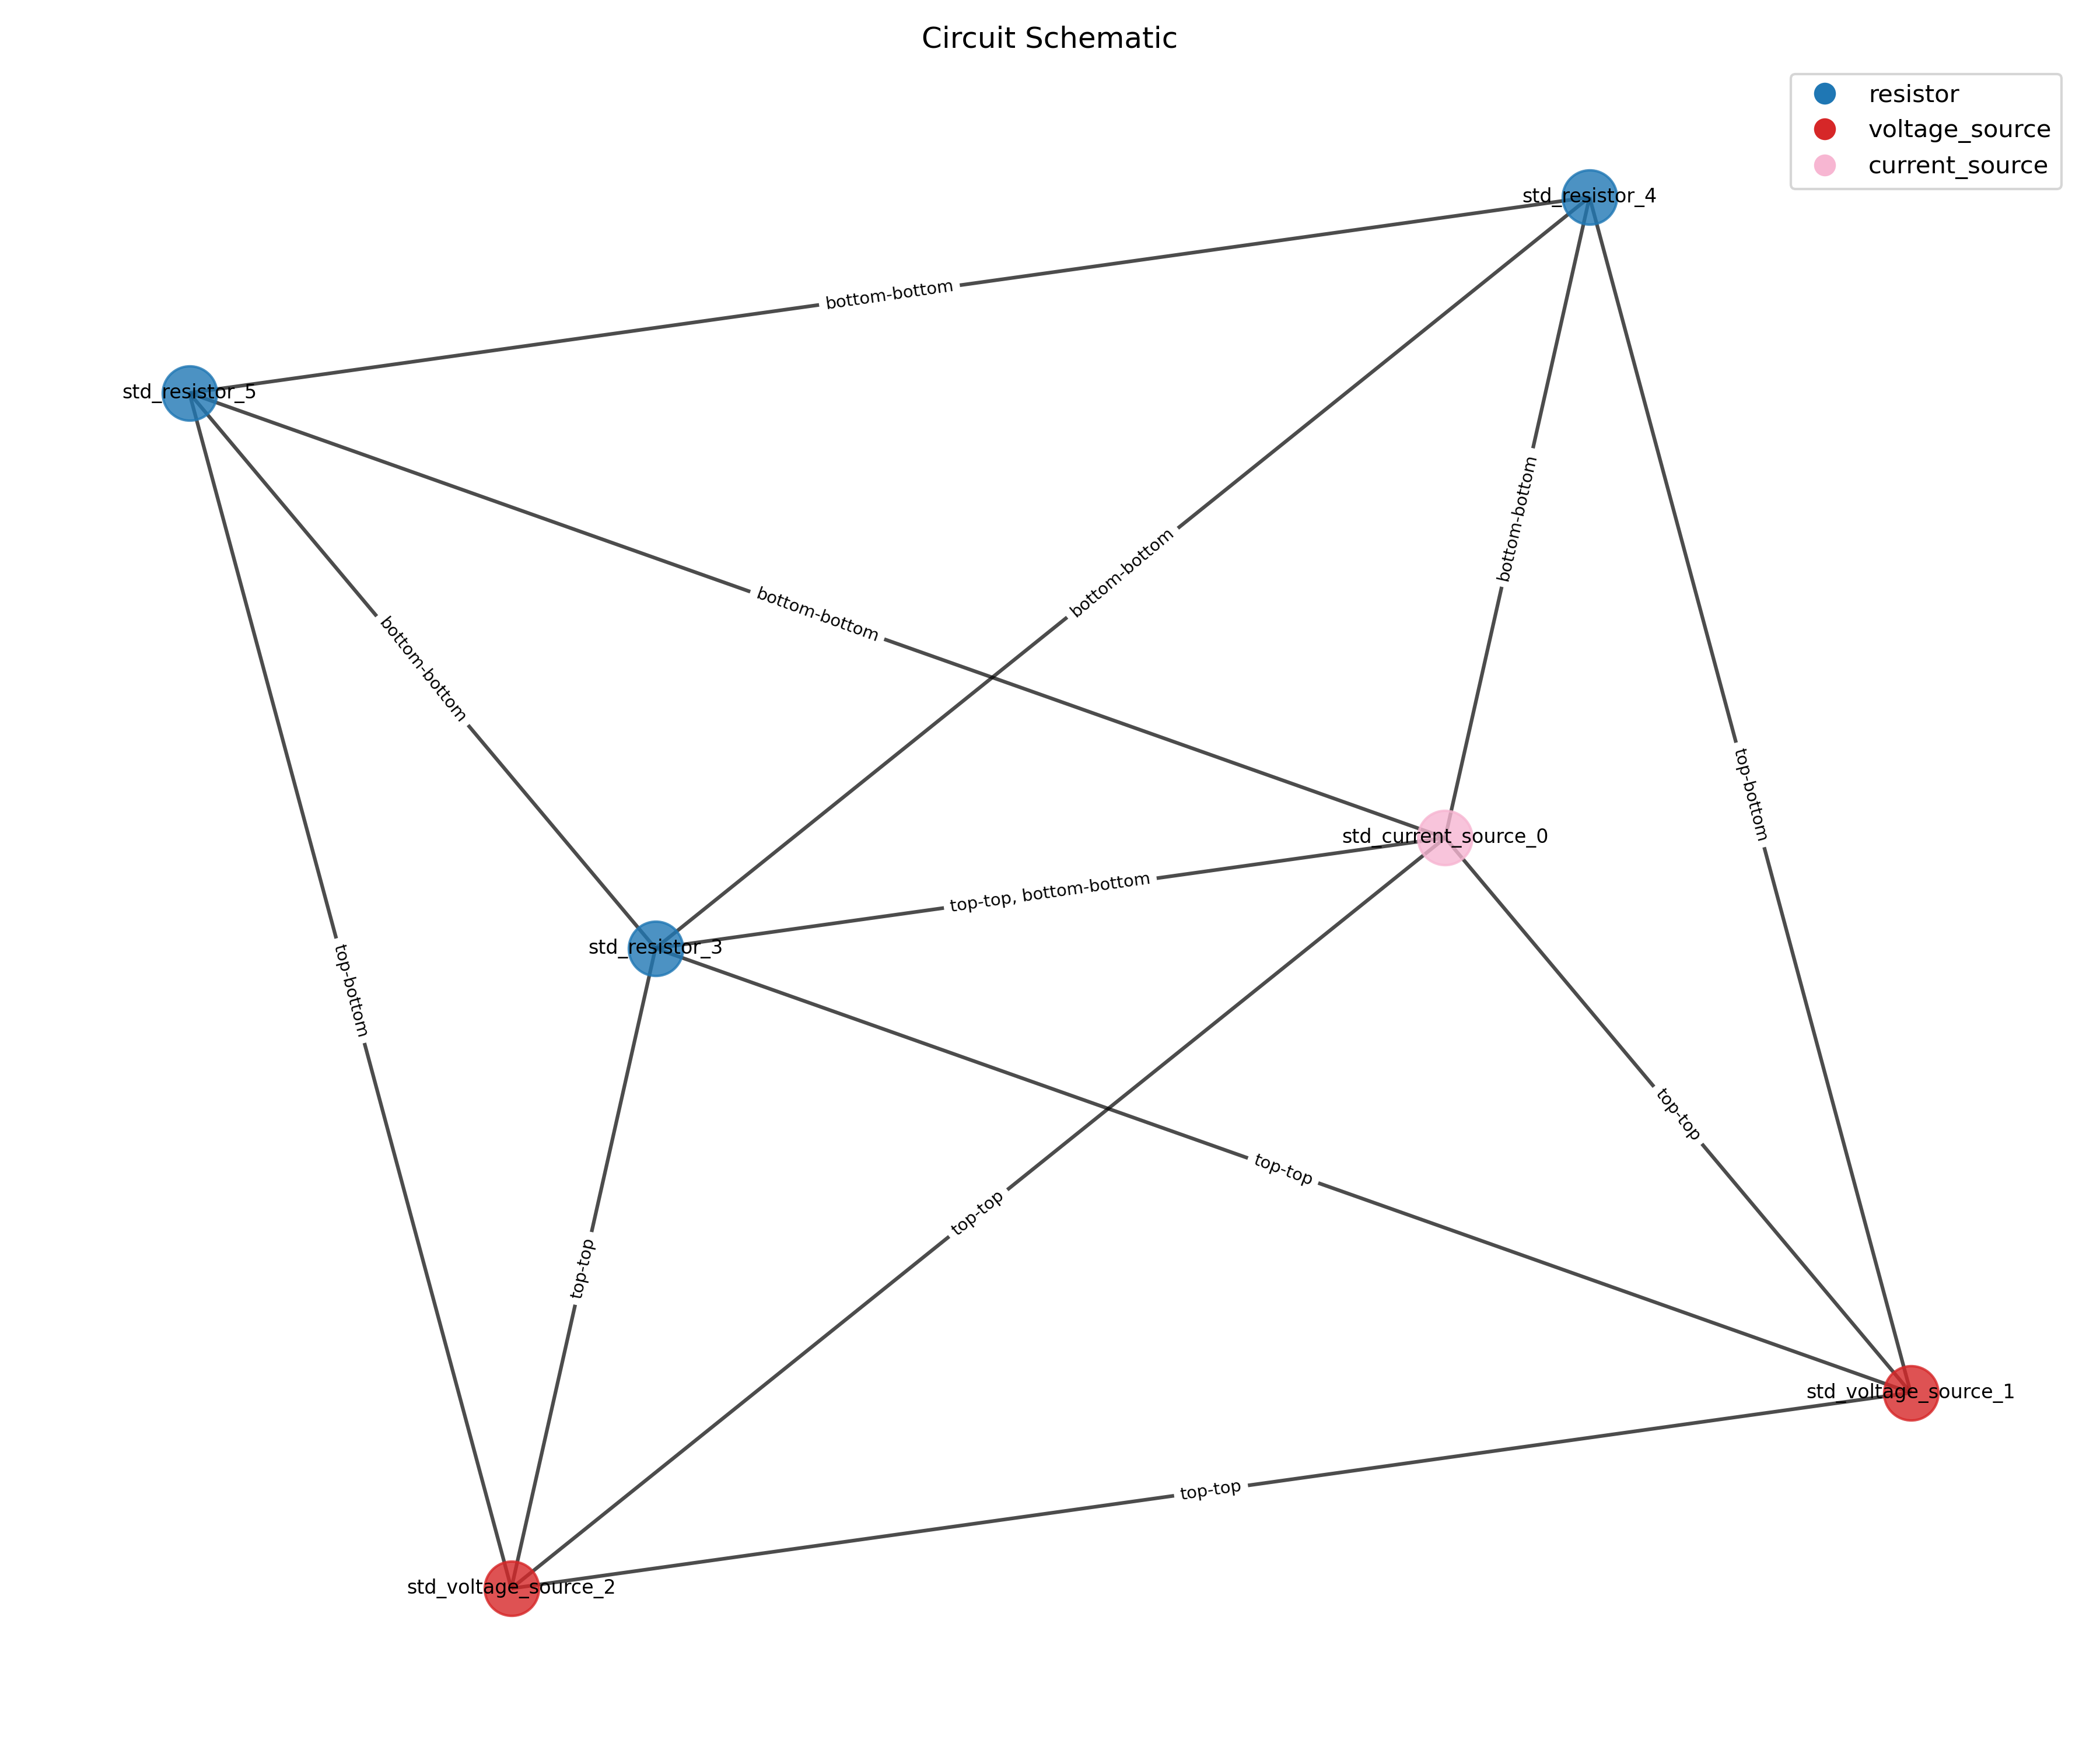 Circuit Schematic
resistor
voltage_source
current_source
std_resistor_4
bottom-bottom
std_resistor_5
bottom-bottom
bottom-bottom
bottom-bottom
bottom-bottom
top-bottom
std_current_source_0
top-top, bottom-bottom
std_resistor_3
top-bottom
top-top
top-top
top-top
top-top
std_voltage_source_1
top-top
std_voltage_source_2